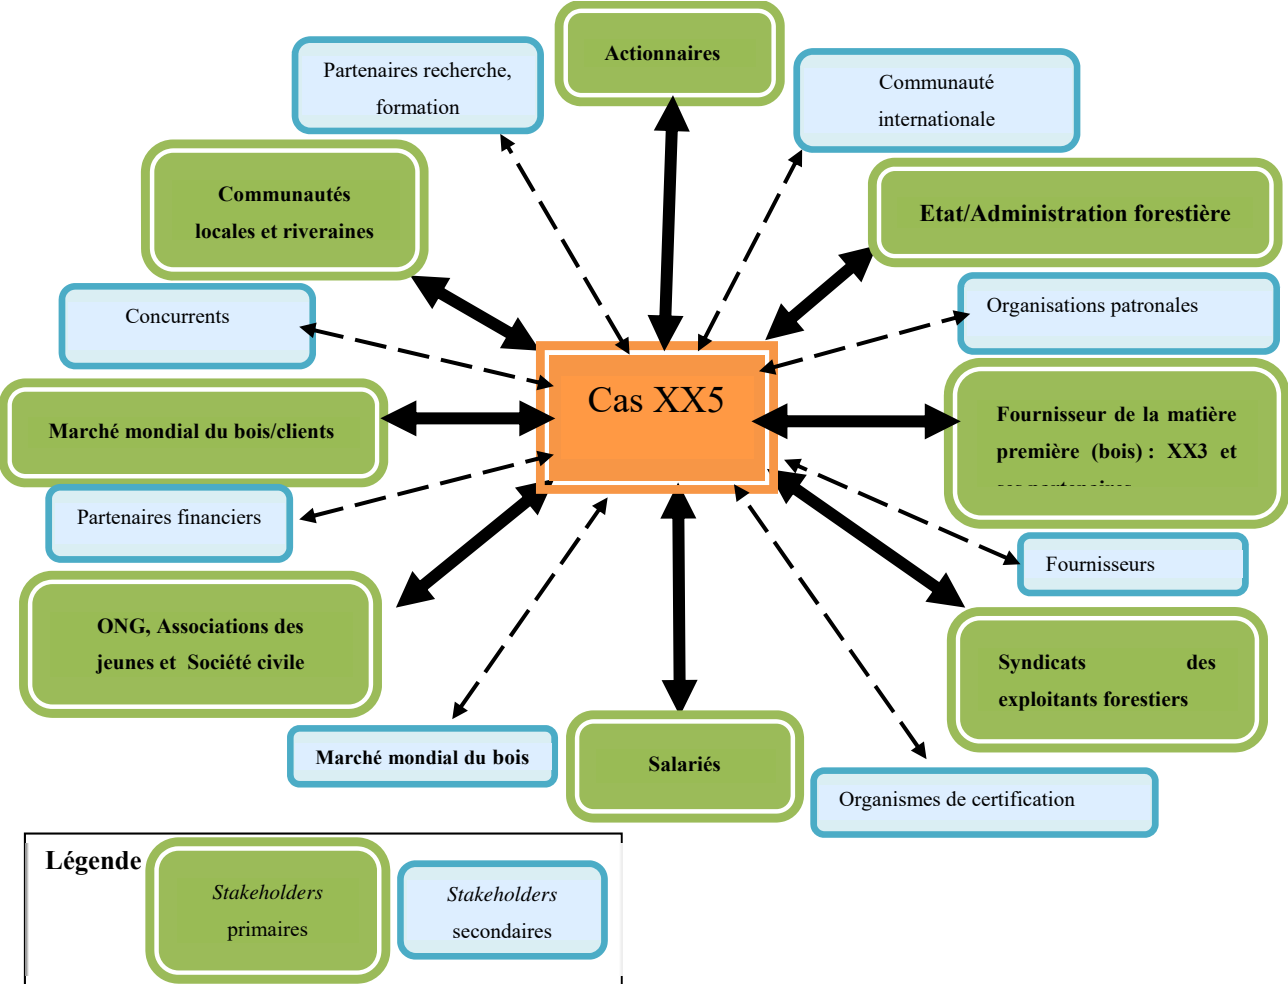 Actionnaires
Partenaires recherche,
formation
Communauté
internationale
Communautés
locales et riveraines
Etat/Administration forestière
Concurrents
Organisations patronales
Cas XX5
Marché mondial du bois/clients
Fournisseur de la matière
première (bois) : XX3 et
Partenaires financiers
Fournisseurs
ONG, Associations des
jeunes et Société civile
Syndicats des
exploitants forestiers
Marché mondial du bois
Salariés
Organismes de certification
Légende
Stakeholders
primaires
Stakeholders
secondaires